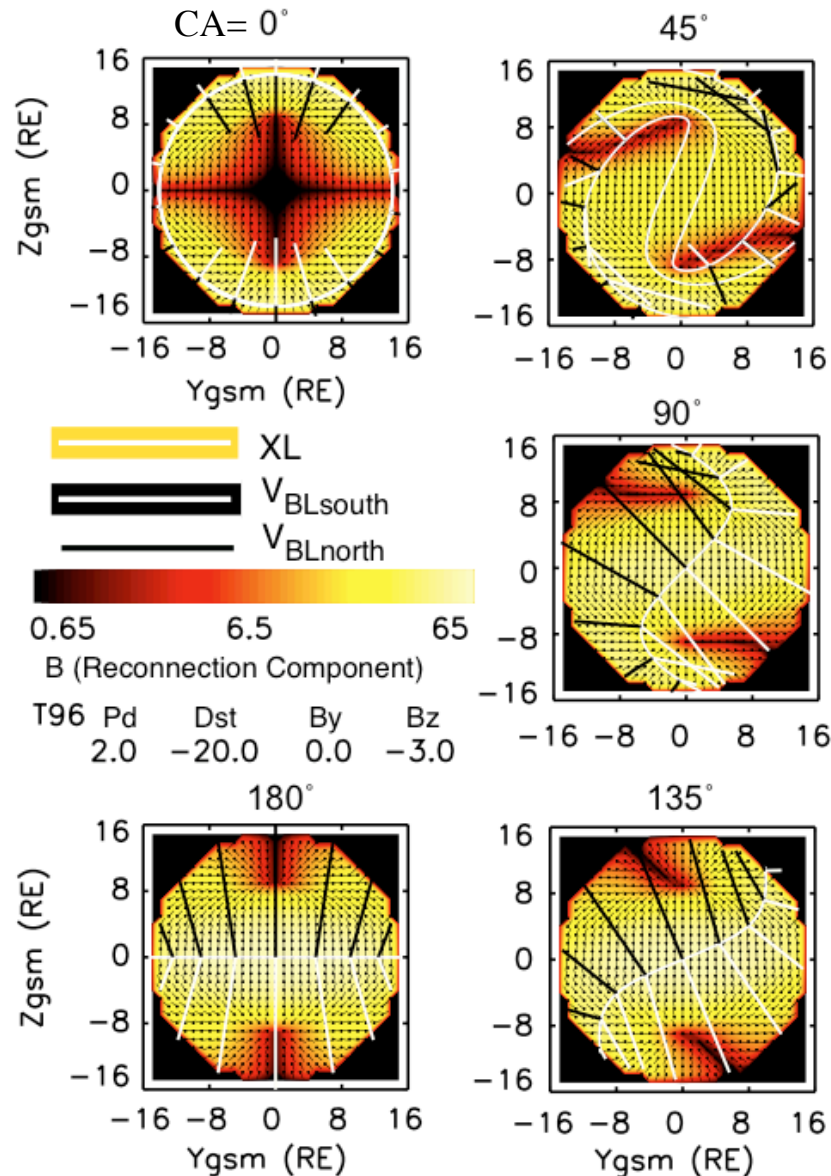 CA= 0°
16
8
0
−8
−16
Zgsm (RE)
−16 −8 0 8 16
Ygsm (RE)
45°
16
8
0
−8
−16
−16 −8 0 8 16
XL
VBLsouth
VBLnorth
0.65 6.5 65
B (Reconnection Component)
T96 Pd Dst By Bz
2.0 −20.0 0.0 −3.0
90°
16
8
0
−8
−16
−16 −8 0 8 16
180°
16
8
0
−8
−16
Zgsm (RE)
−16 −8 0 8 16
Ygsm (RE)
135°
16
8
0
−8
−16
−16 −8 0 8 16
Ygsm (RE)